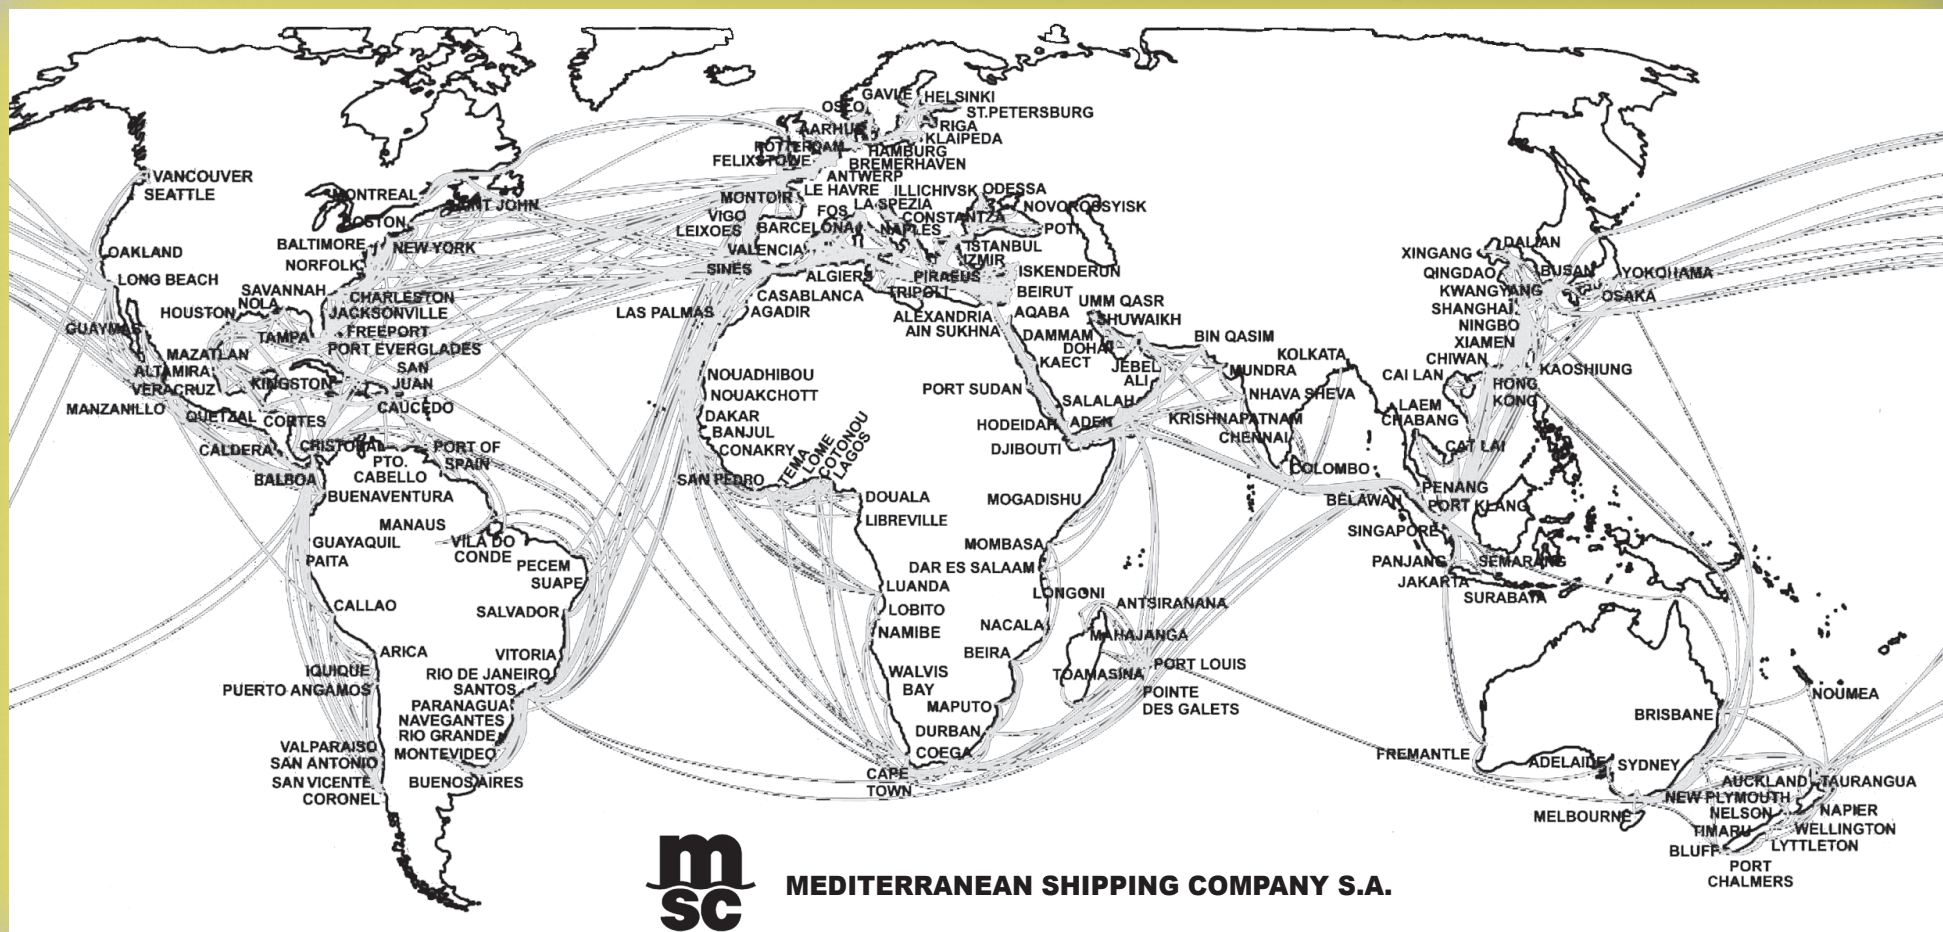 GAVLE
HELSINKI
OSLO
ST.PETERSBURG
AARHUS
RIGA
KLAIPEDA
ROTTERDAM
HAMBURG
FELIXSTOWE
BREMERHAVEN
ANTWERP
LE HAVRE
ILLICHIVSK
ODESSA
MONTOIR
LA SPEZIA
NOVOROSSYISK
FOS
VIGO
CONSTANTZA
LEIXOES
BARCELONA
NAPLES
POTI
VALENCIA
ISTANBUL
IZMIR
SINES
ALGIERS
PIRAEUS
ISKENDERUN
TRIPOLI
BEIRUT
CASABLANCA
AGADIR
LAS PALMAS
ALEXANDRIA
AQABA
AIN SUKHNA
VANCOUVER
SEATTLE
MONTREAL
SAINT JOHN
BOSTON
BALTIMORE
NEW YORK
NORFOLK
OAKLAND
LONG BEACH
SAVANNAH
CHARLESTON
NOLA
JACKSONVILLE
HOUSTON
FREEPORT
TAMPA
PORT EVERGLADES
GUAYMAS
MAZATLAN
ALTAMIRA
VERACRUZ
KINGSTON
SAN
JUAN
MANZANILLO
CAUCEDO
QUETZAL
CORTES
CALDERA
CRISTOBAL
PORT OF
SPAIN
PTO.
CABELLO
BALBOA
BUENAVENTURA
MANAUS
GUAYAQUIL
VILA DO
CONDE
PAITA
PECEM
SUAPE
CALLAO
SALVADOR
ARICA
VITORIA
IQUIQUE
RIO DE JANEIRO
PUERTO ANGAMOS
SANTOS
PARANAGUA
NAVEGANTES
RIO GRANDE
VALPARAISO
MONTEVIDEO
SAN ANTONIO
SAN VICENTE
BUENOS AIRES
CORONEL
NOUADHIBOU
NOUAKCHOTT
DAKAR
BANJUL
CONAKRY
SAN PEDRO
TEMA
LOME
COTONOU
LAGOS
DOUALA
LIBREVILLE
LUANDA
LOBITO
NAMIBE
WALVIS
BAY
CAPE
TOWN
COEGA
DURBAN
MAPUTO
BEIRA
NACALA
LONGONI
ANTSIRANANA
MAHAJANGA
TOAMASINA
PORT LOUIS
POINTE
DES GALETS
DAR ES SALAAM
MOMBASA
MOGADISHU
DJIBOUTI
HODEIDAH
ADEN
SALALAH
PORT SUDAN
UMM QASR
SHUWAIKH
DAMMAM
DOHA
KAECT
JEBEL
ALI
BIN QASIM
MUNDRA
KOLKATA
NHAVA SHEVA
KRISHNAPATNAM
CHENNAI
COLOMBO
XINGANG
DALIAN
QINGDAO
BUSAN
YOKOHAMA
KWANGYANG
OSAKA
SHANGHAI
NINGBO
XIAMEN
CHIWAN
KAOSHIUNG
CAI LAN
HONG
KONG
LAEM
CHABANG
CAT LAI
PENANG
BELAWAN
PORT KLANG
SINGAPORE
PANJANG
SEMARANG
JAKARTA
SURABAYA
NOUMEA
BRISBANE
FREMANTLE
ADELAIDE
SYDNEY
AUCKLAND
TAURANGUA
NEW PLYMOUTH
MELBOURNE
NELSON
NAPIER
TIMARU
WELLINGTON
BLUFF
LYTTLETON
PORT
CHALMERS
msc
MEDITERRANEAN SHIPPING COMPANY S.A.